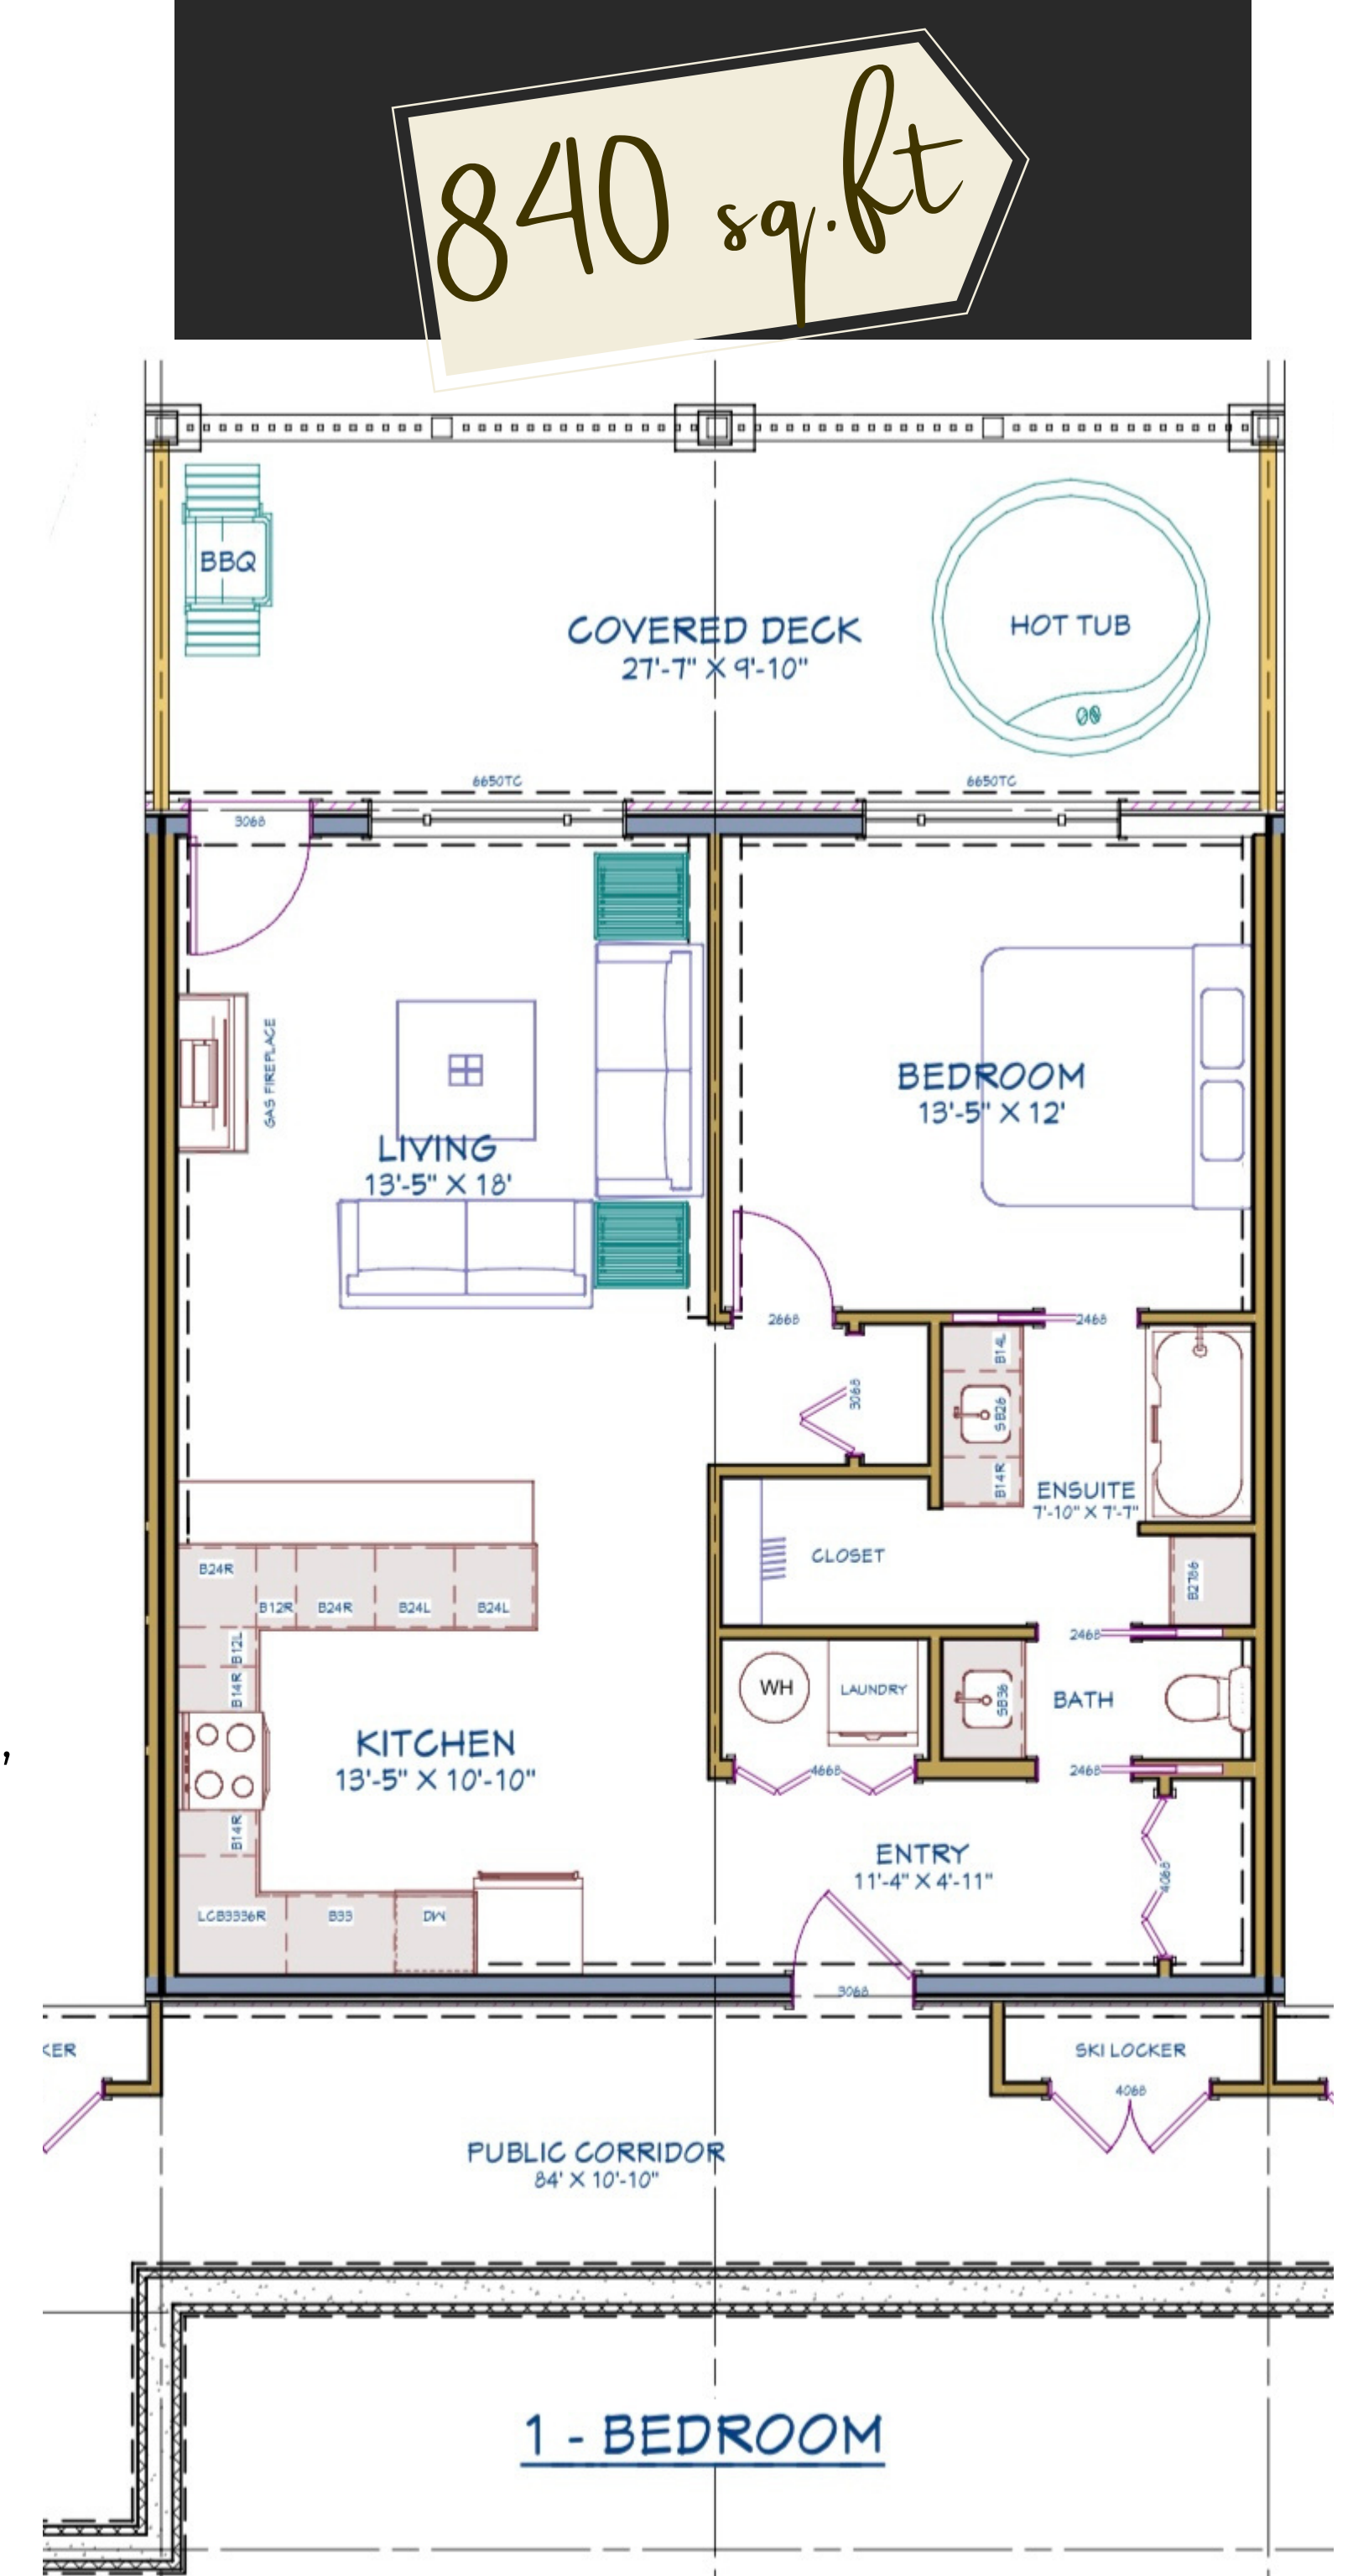 840 sq.ft
BBQ
COVERED DECK
27'-7" X 9'-10"
HOT TUB
6650TC
6650TC
3068
GAS FIREPLACE
LIVING
13'-5" X 18'
BEDROOM
13'-5" X 12'
2668
2468
3068
B14L
SB26
B14R
ENSUITE
7'-10" X 7'-7"
CLOSET
B2786
B24R
B12R
B24R
B24L
B24L
B12L
B14R
2468
WH
LAUNDRY
SB36
BATH
KITCHEN
13'-5" X 10'-10"
4668
2468
B14R
ENTRY
11'-4" X 4'-11"
4068
LCB3336R
B33
DW
3068
KER
SKI LOCKER
4068
PUBLIC CORRIDOR
84' X 10'-10"
1 - BEDROOM